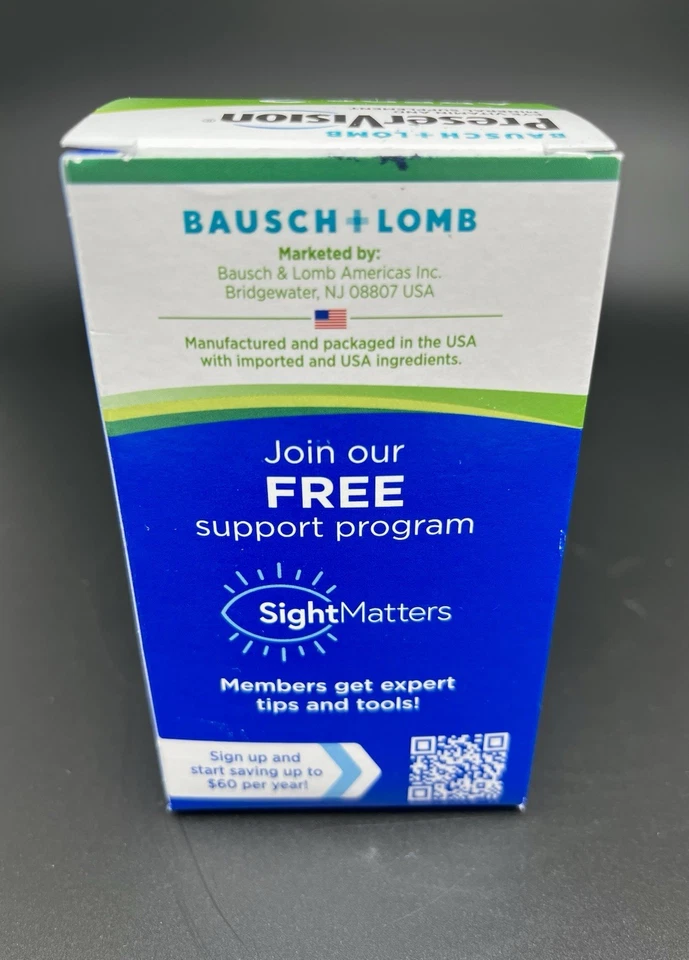 PreserVision®
BAUSCH + LOMB
BAUSCH + LOMB
Marketed by:
Bausch & Lomb Americas Inc.
Bridgewater, NJ 08807 USA
Manufactured and packaged in the USA
with imported and USA ingredients.
Join our
FREE
support program
SightMatters
Members get expert
tips and tools!
Sign up and
start saving up to
$60 per year!